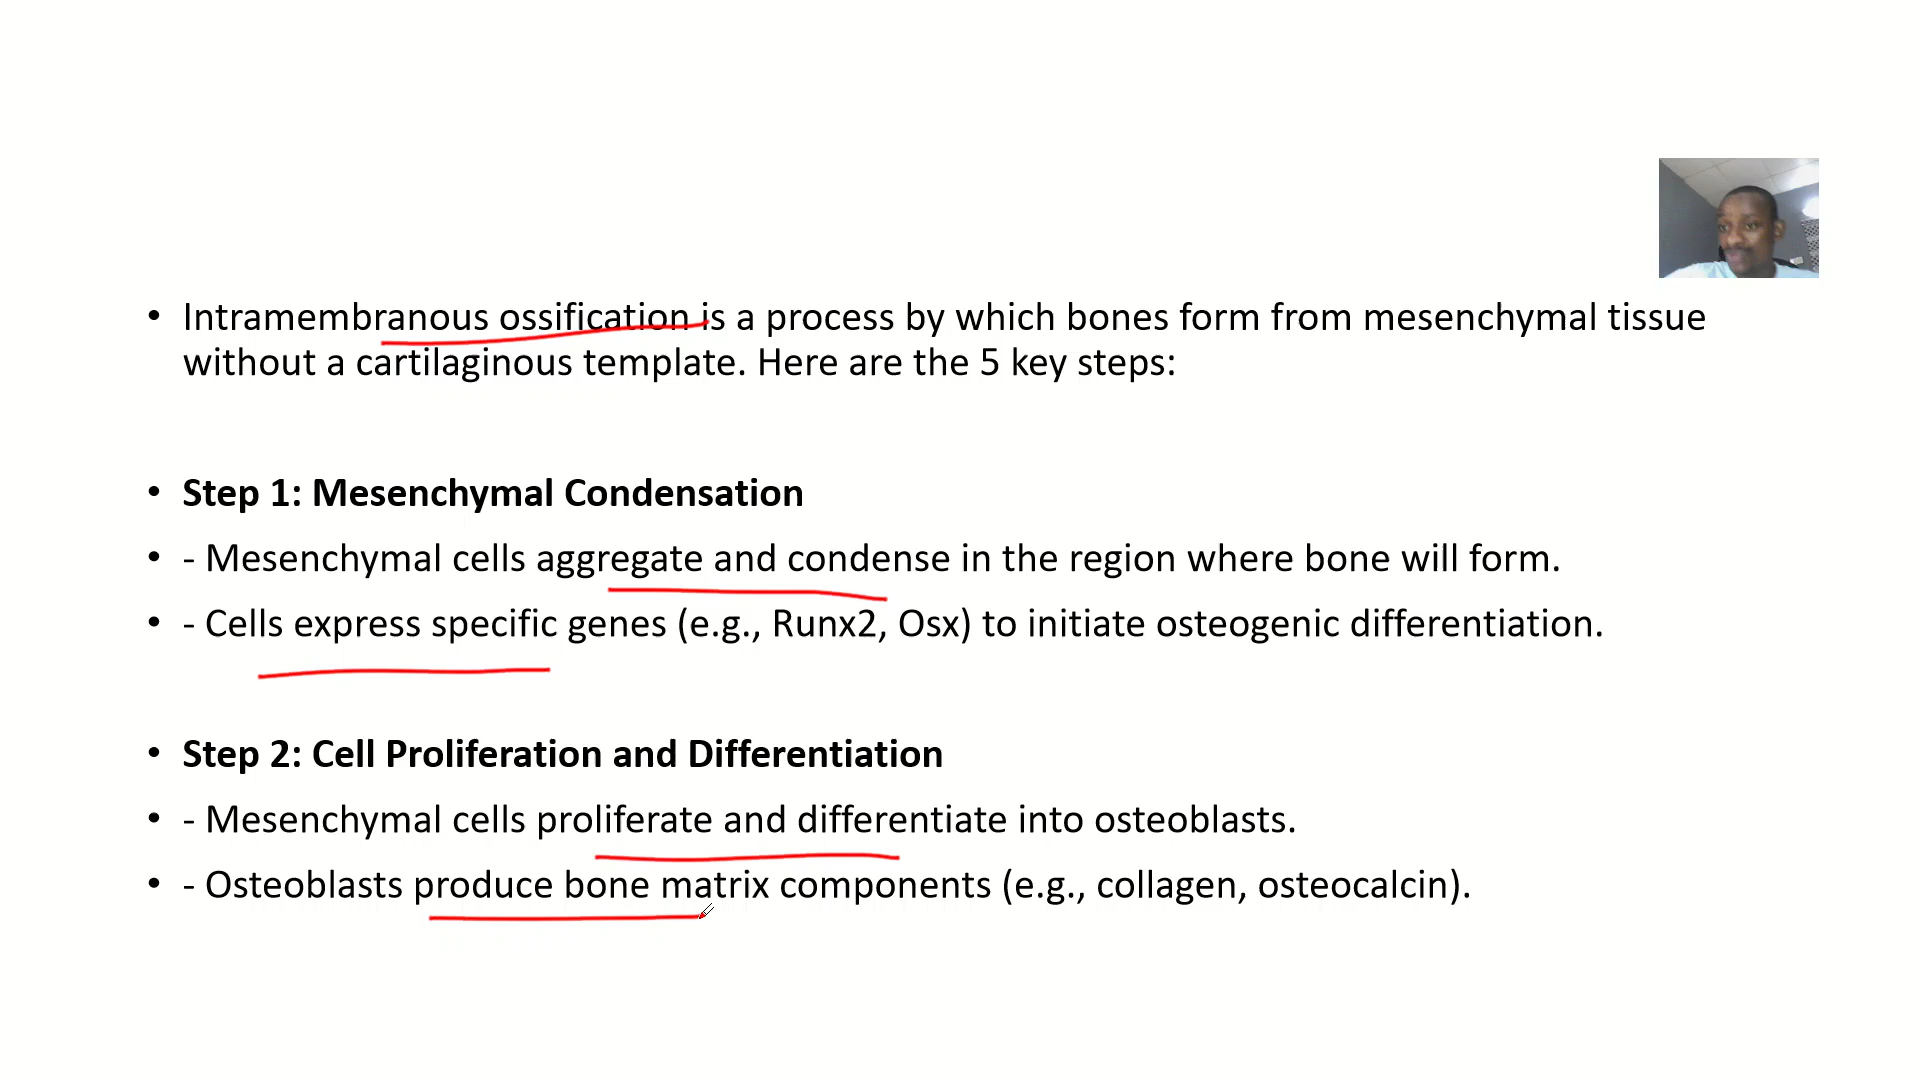 • Intramembranous ossification is a process by which bones form from mesenchymal tissue
without a cartilaginous template. Here are the 5 key steps:
• Step 1: Mesenchymal Condensation
• - Mesenchymal cells aggregate and condense in the region where bone will form.
• - Cells express specific genes (e.g., Runx2, Osx) to initiate osteogenic differentiation.
• Step 2: Cell Proliferation and Differentiation
• - Mesenchymal cells proliferate and differentiate into osteoblasts.
• - Osteoblasts produce bone matrix components (e.g., collagen, osteocalcin).